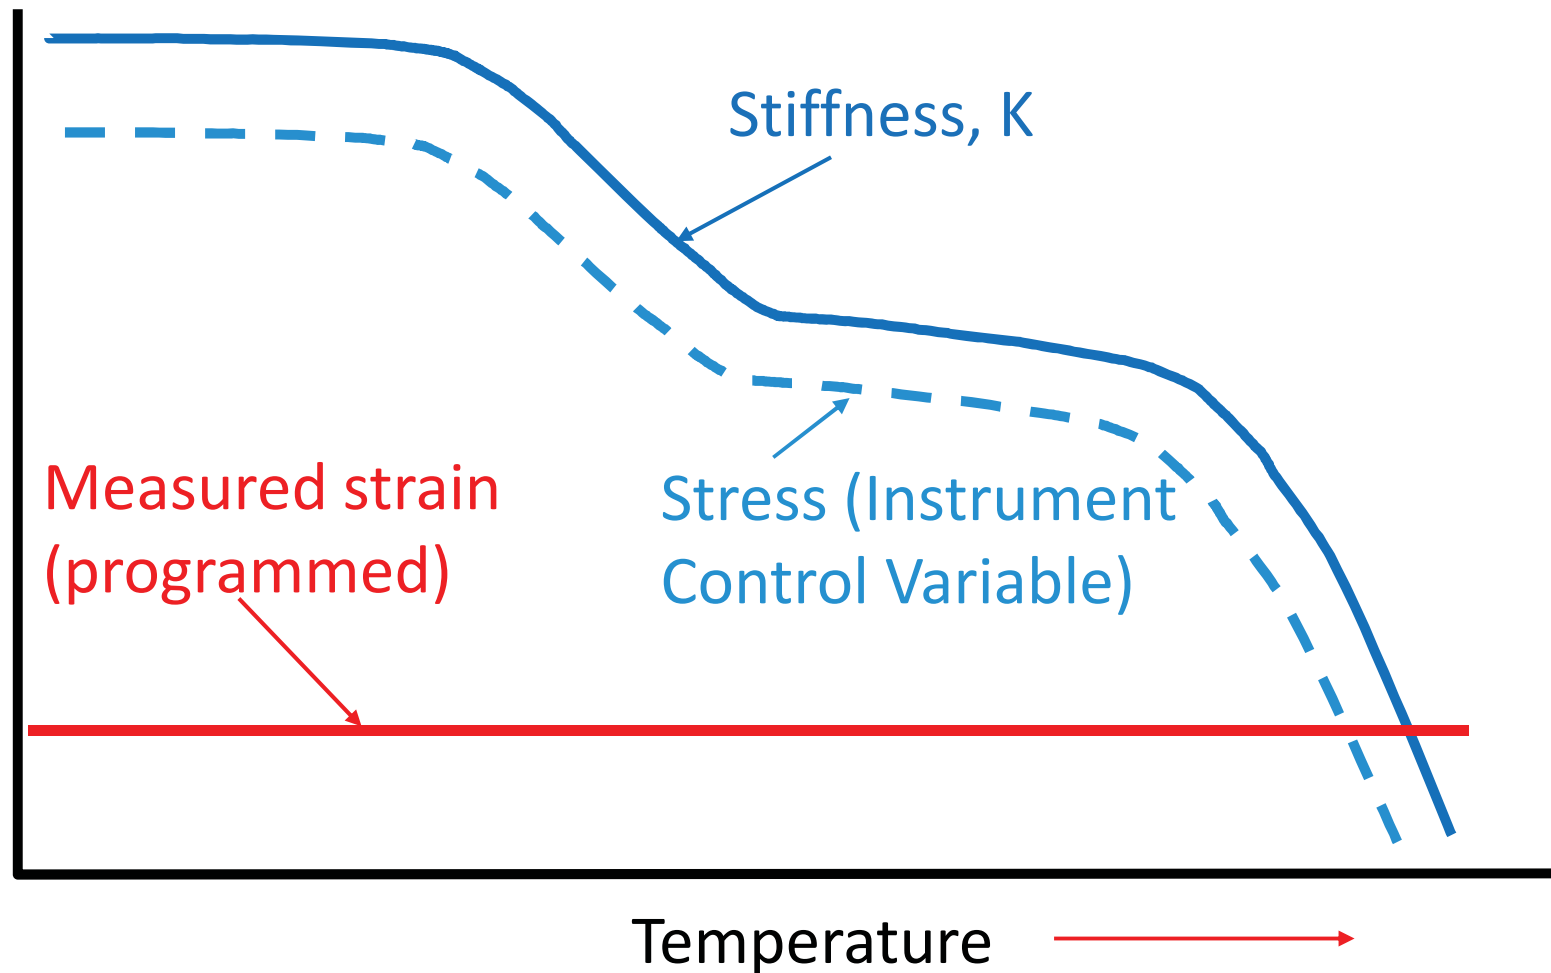 Stiffness, K
Measured strain
(programmed)
Stress (Instrument
Control Variable)
Temperature